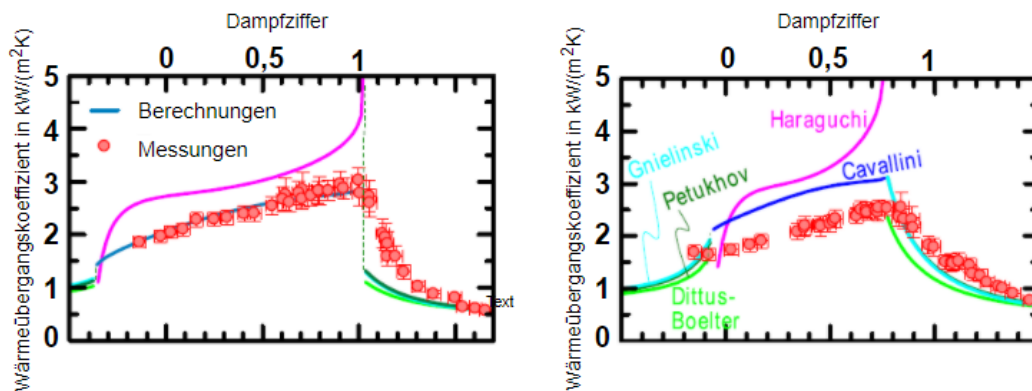 Dampfziffer
0 0,5 1
Wärmeübergangskoeffizient in kW/(m²K)
5
4
3
2
1
0
Berechnungen
Messungen
Text
Dampfziffer
0 0,5 1
Wärmeübergangskoeffizient in kW/(m²K)
5
4
3
2
1
0
Gnielinski
Petukhov
Haraguchi
Cavallini
Dittus-
Boelter